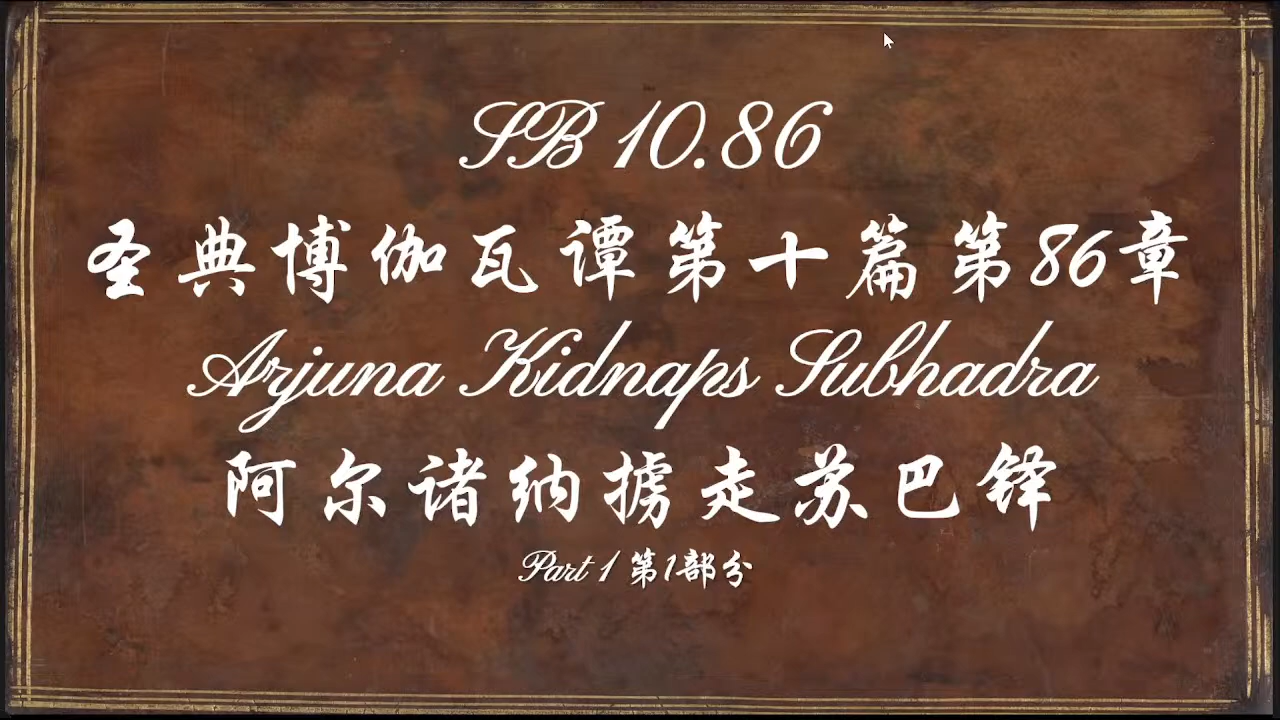 SB 10.86
圣典博伽瓦谭第十篇第86章
Arjuna Kidnaps Subhadra
阿尔诸纳掳走苏巴铎
Part 1 第1部分